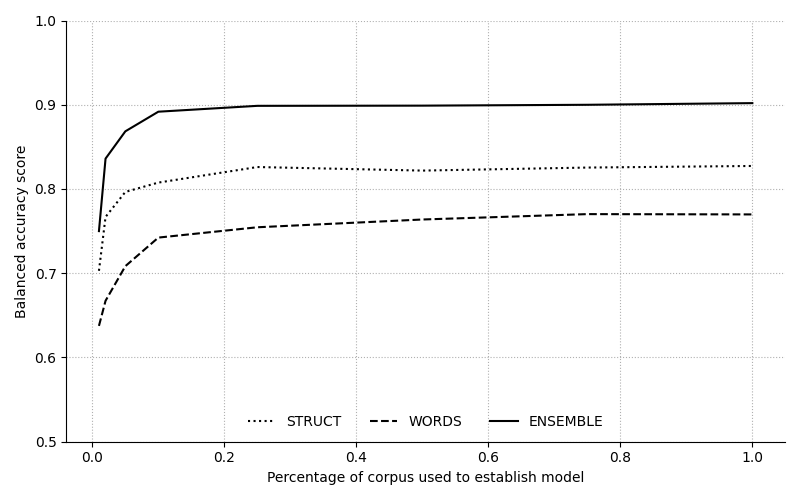 1.0
0.9
0.8
0.7
0.6
0.5
Balanced accuracy score
STRUCT WORDS ENSEMBLE
0.0 0.2 0.4 0.6 0.8 1.0
Percentage of corpus used to establish model